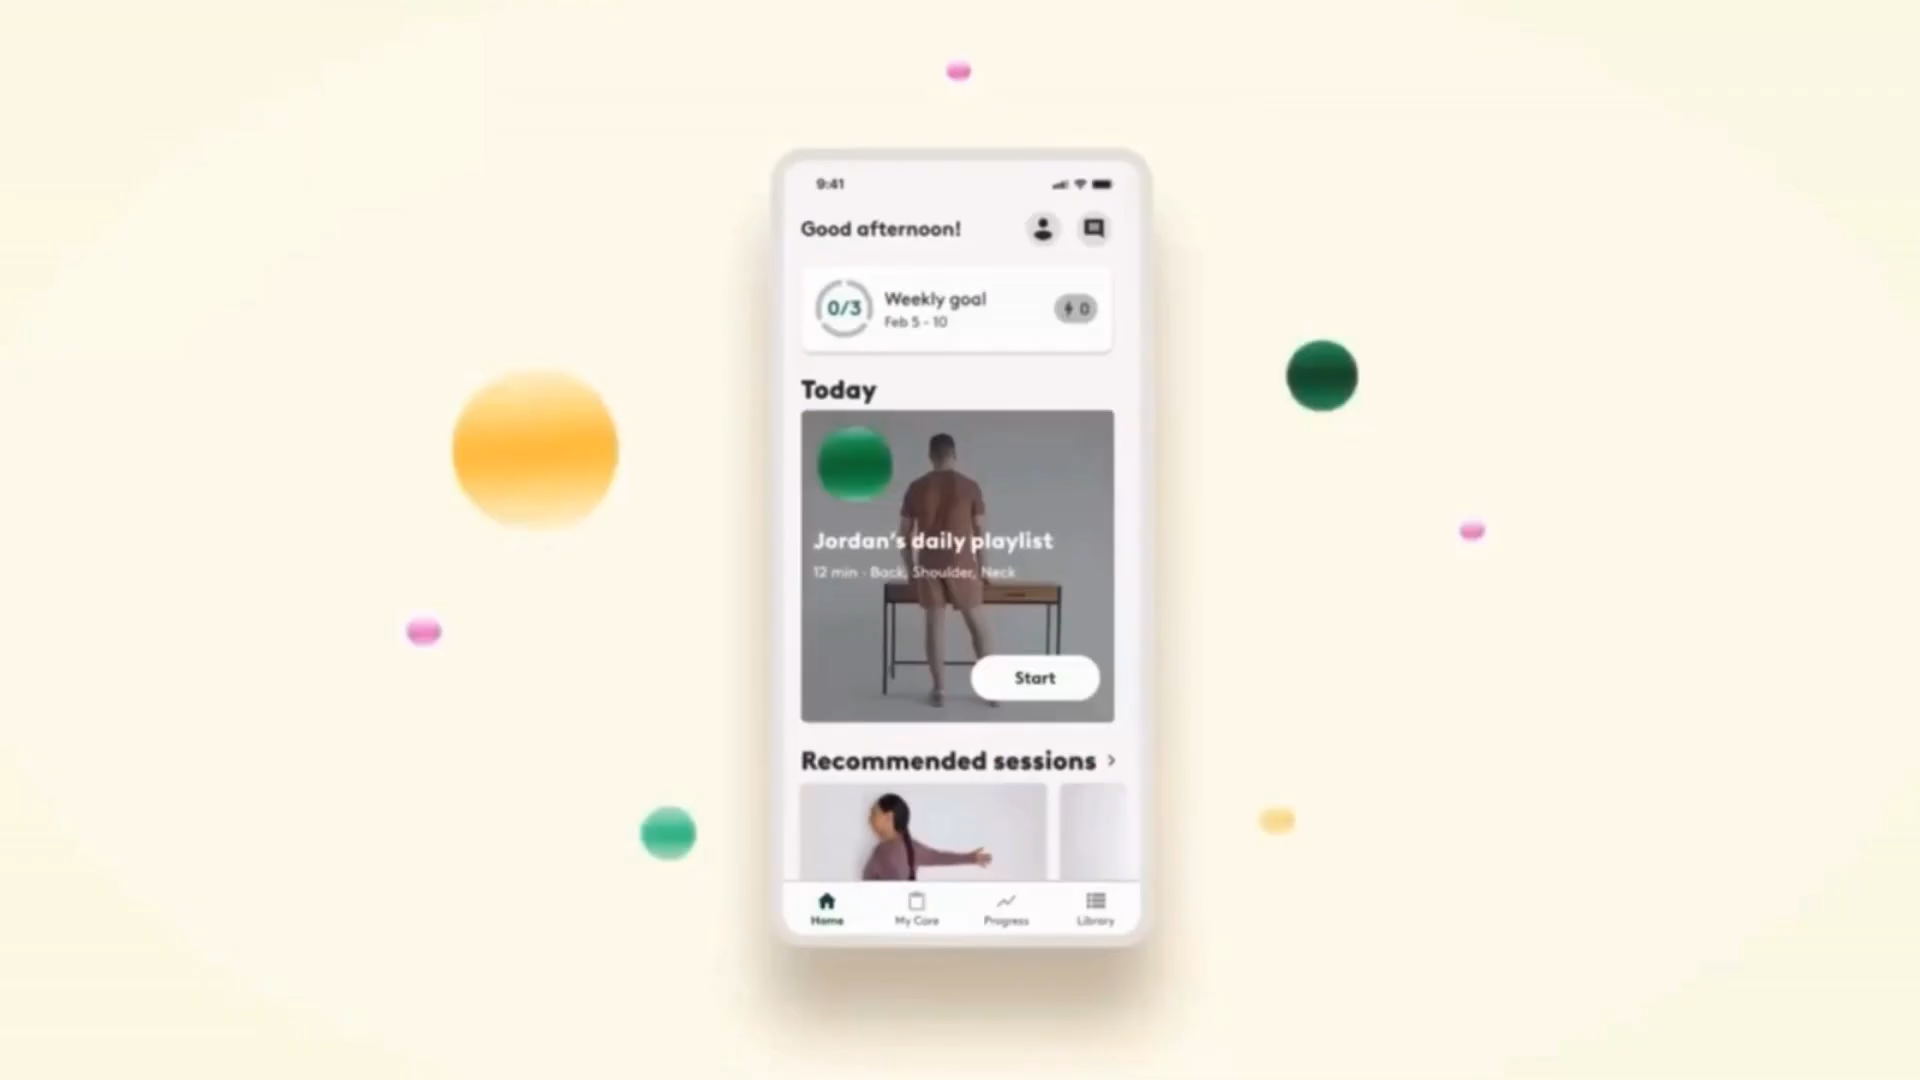 9:41
Good afternoon!
0/3
Weekly goal
Feb 5 - 10
0
Today
Jordan's daily playlist
12 min · Back, Shoulder, Neck
Start
Recommended sessions
Home
My Care
Progress
Library